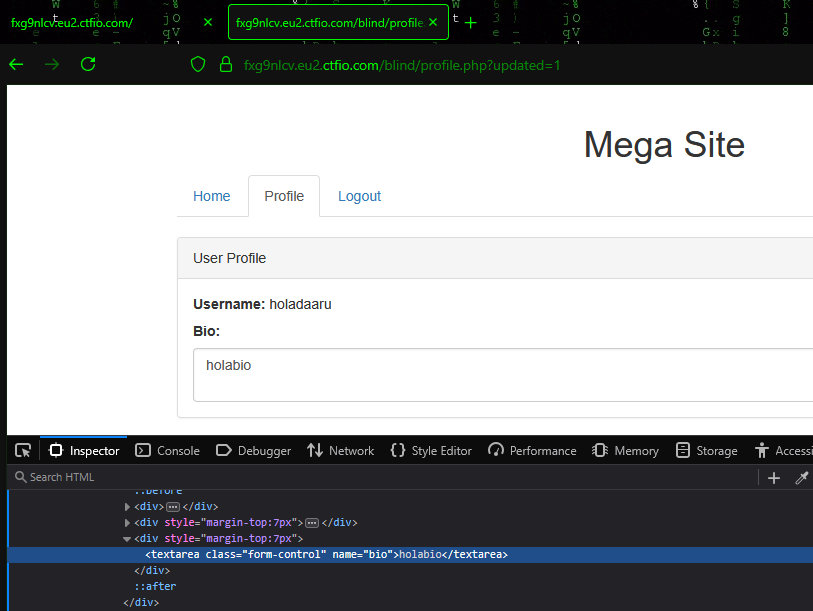 fxg9nlcv.eu2.ctfio.com/ × fxg9nlcv.eu2.ctfio.com/blind/profile × +
fxg9nlcv.eu2.ctfio.com/blind/profile.php?updated=1
Mega Site
Home Profile Logout
User Profile
Username: holadaaru
Bio:
holabio
Inspector Console Debugger Network Style Editor Performance Memory Storage Accessi
Search HTML
::before
<div>···</div>
<div style="margin-top:7px">···</div>
<div style="margin-top:7px">
<textarea class="form-control" name="bio">holabio</textarea>
</div>
::after
</div>